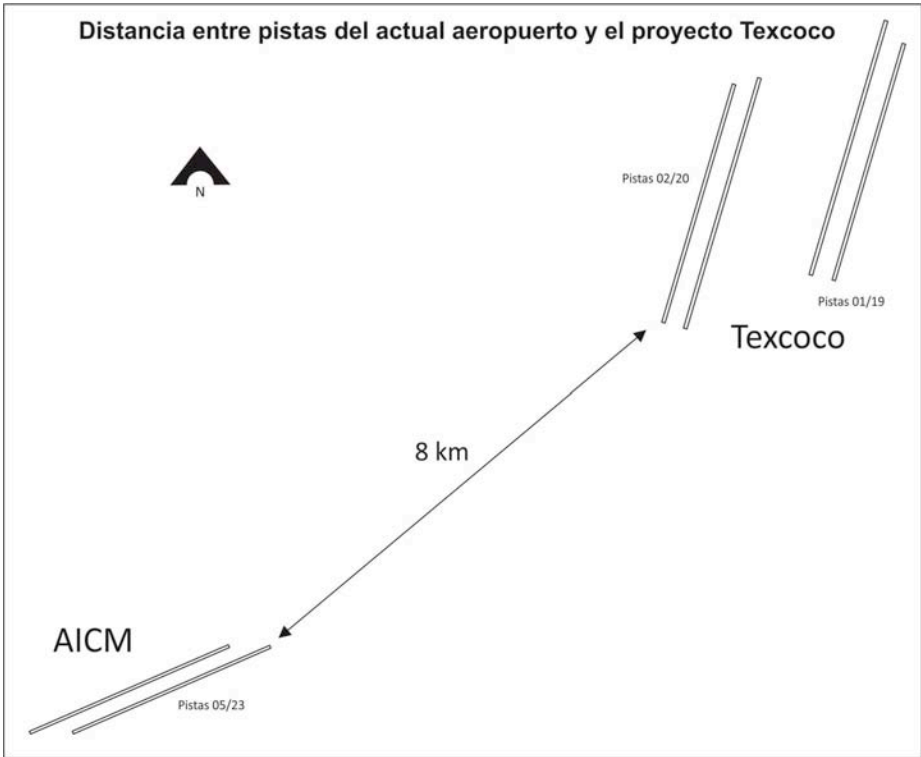 Distancia entre pistas del actual aeropuerto y el proyecto Texcoco
N
Pistas 02/20
Pistas 01/19
Texcoco
8 km
AICM
Pistas 05/23